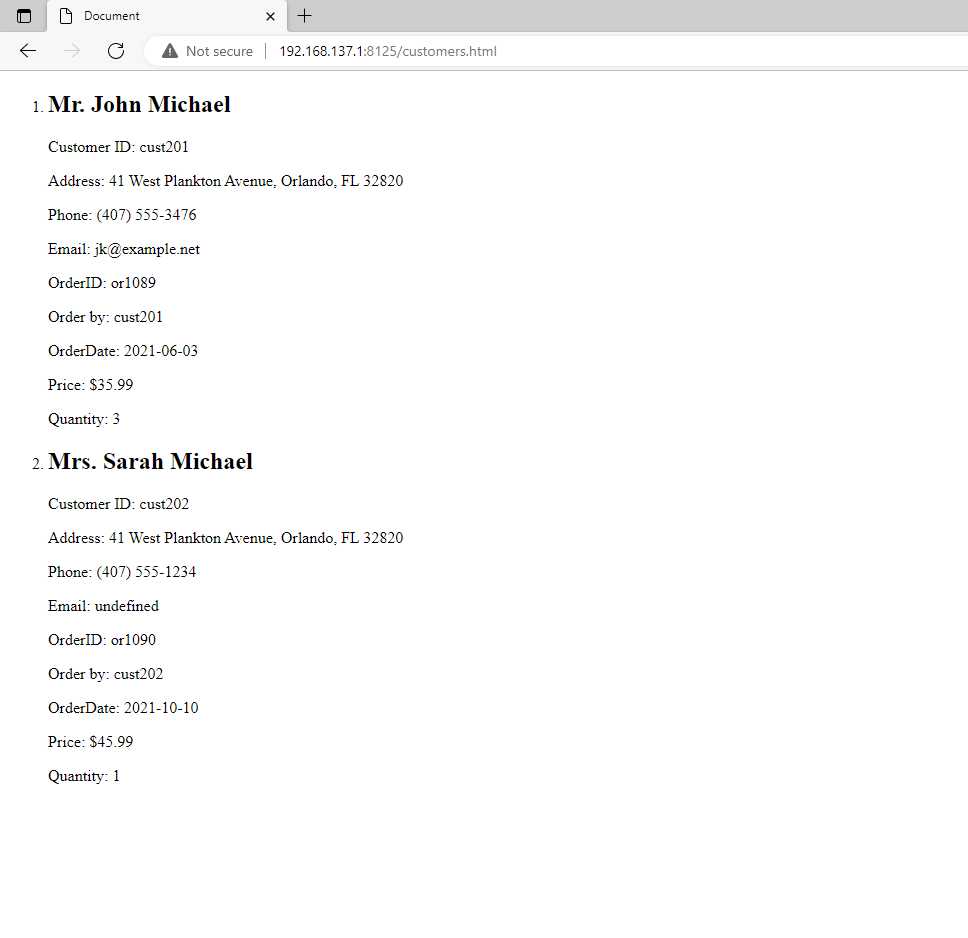 Document
Not secure 192.168.137.1:8125/customers.html
1. Mr. John Michael
Customer ID: cust201
Address: 41 West Plankton Avenue, Orlando, FL 32820
Phone: (407) 555-3476
Email: jk@example.net
OrderID: or1089
Order by: cust201
OrderDate: 2021-06-03
Price: $35.99
Quantity: 3
2. Mrs. Sarah Michael
Customer ID: cust202
Address: 41 West Plankton Avenue, Orlando, FL 32820
Phone: (407) 555-1234
Email: undefined
OrderID: or1090
Order by: cust202
OrderDate: 2021-10-10
Price: $45.99
Quantity: 1